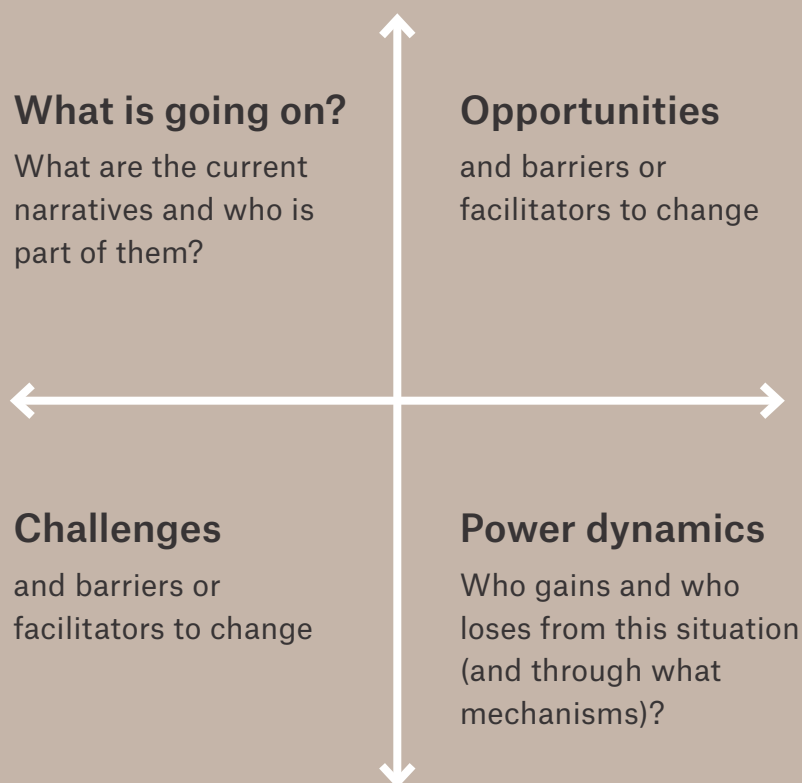 What is going on?
What are the current
narratives and who is
part of them?
Opportunities
and barriers or
facilitators to change
Challenges
and barriers or
facilitators to change
Power dynamics
Who gains and who
loses from this situation
(and through what
mechanisms)?